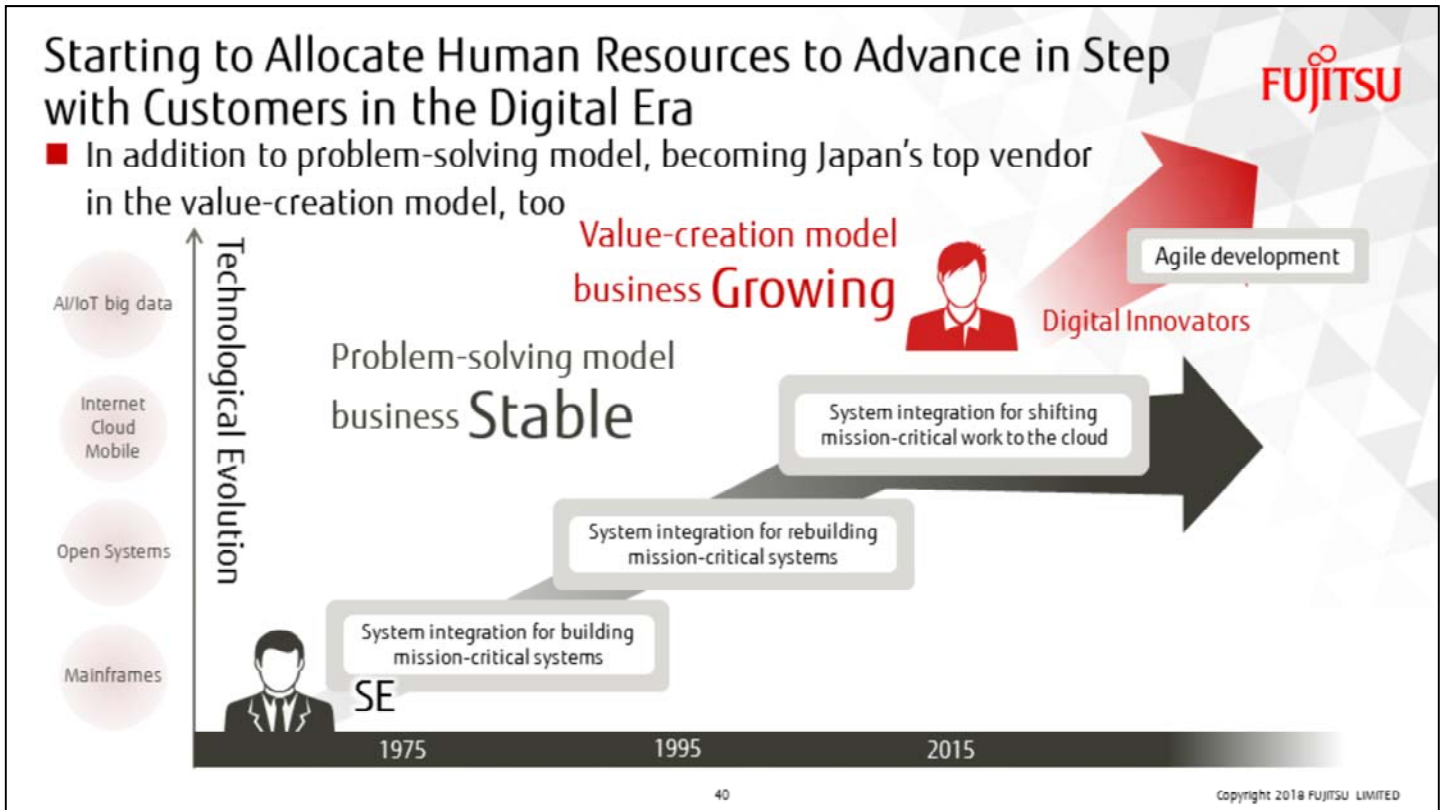 Starting to Allocate Human Resources to Advance in Step
with Customers in the Digital Era
FUJITSU
■ In addition to problem-solving model, becoming Japan's top vendor
in the value-creation model, too
Technological Evolution
AI/IoT big data
Internet
Cloud
Mobile
Open Systems
Mainframes
Value-creation model
business Growing
Agile development
Digital Innovators
Problem-solving model
business Stable
System integration for shifting
mission-critical work to the cloud
System integration for rebuilding
mission-critical systems
System integration for building
mission-critical systems
SE
1975
1995
2015
40
Copyright 2018 FUJITSU LIMITED